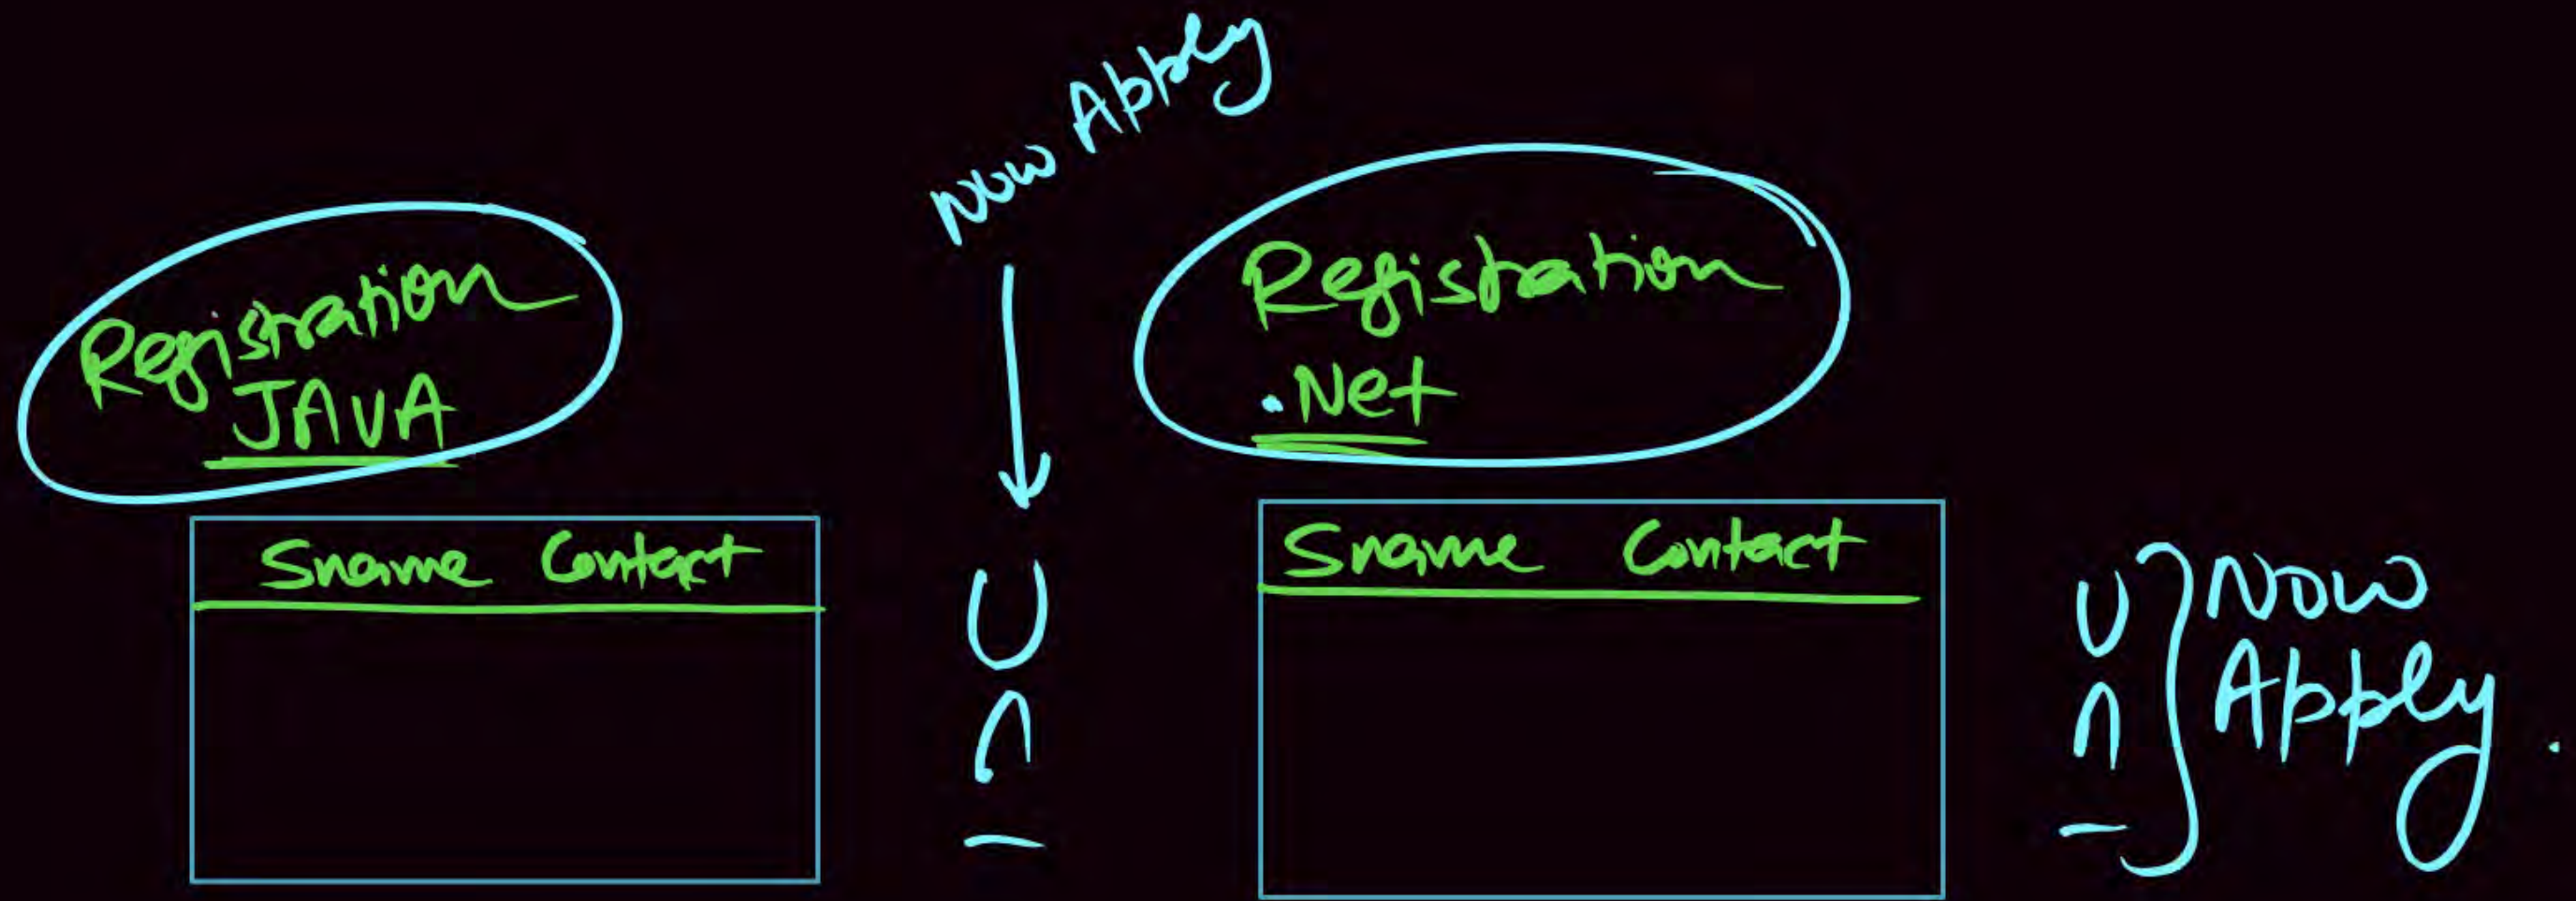 Now Apply
Registration
JAVA
Registration
.Net
Sname Contact
∪
∩
−
Sname Contact
∪
∩
−
Now
Apply.